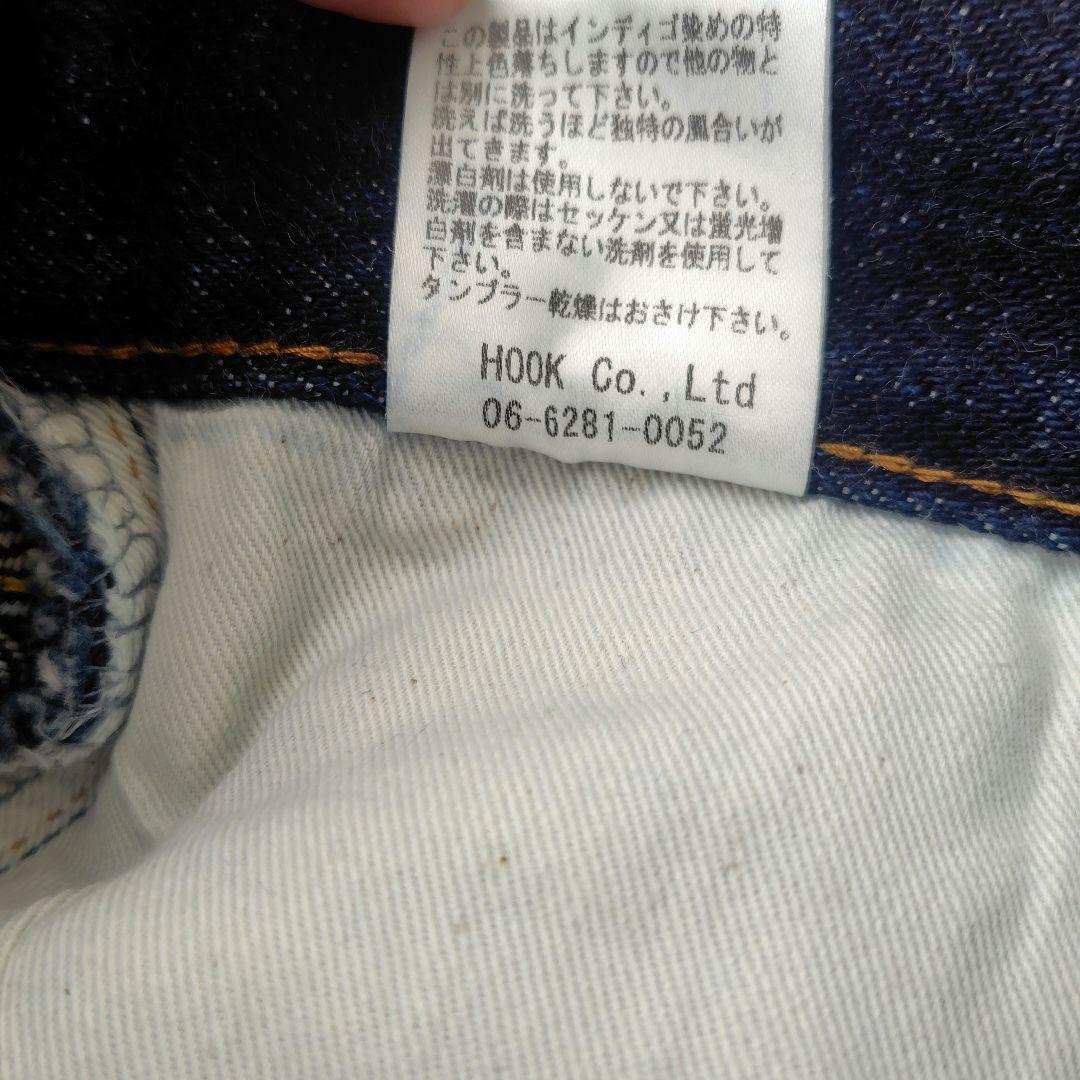 この製品はインディゴ染めの特
性上色落ちしますので他の物と
は別に洗って下さい。
洗えば洗うほど独特の風合いが
出てきます。
漂白剤は使用しないで下さい。
洗濯の際はセッケン又は蛍光増
白剤を含まない洗剤を使用して
下さい。
タンブラー乾燥はおさけ下さい。
HOOK Co.,Ltd
06-6281-0052